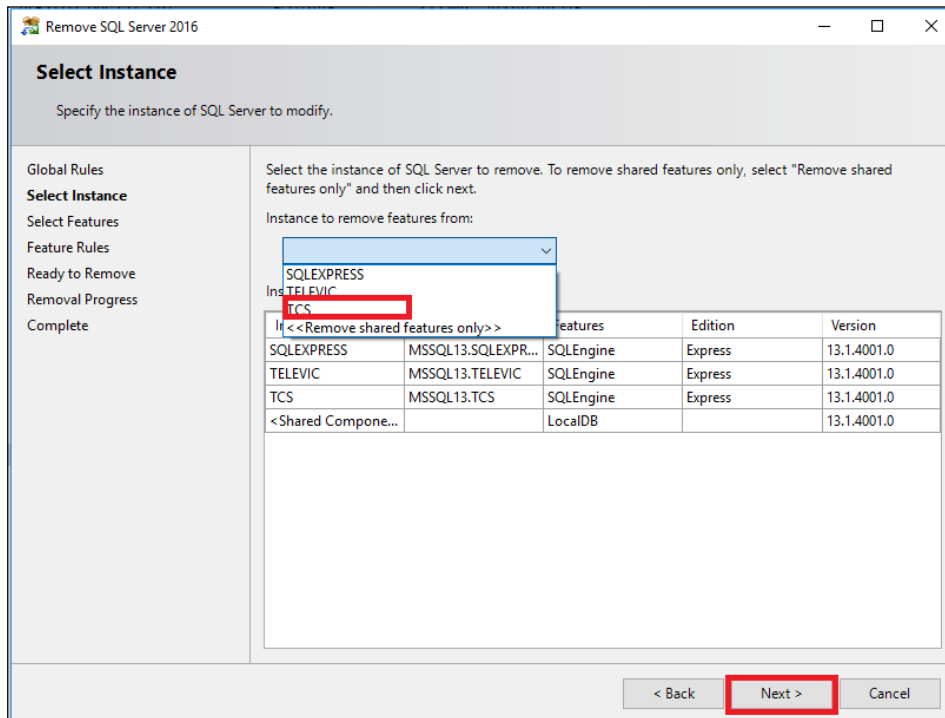 Remove SQL Server 2016
Select Instance
Specify the instance of SQL Server to modify.
Global Rules
Select Instance
Select Features
Feature Rules
Ready to Remove
Removal Progress
Complete
Select the instance of SQL Server to remove. To remove shared features only, select "Remove shared
features only" and then click next.
Instance to remove features from:
SQLEXPRESS
TELEVIC
TCS
<<Remove shared features only>>
Features Edition Version
SQLEXPRESS MSSQL13.SQLEXPR... SQLEngine Express 13.1.4001.0
TELEVIC MSSQL13.TELEVIC SQLEngine Express 13.1.4001.0
TCS MSSQL13.TCS SQLEngine Express 13.1.4001.0
<Shared Compone... LocalDB 13.1.4001.0
< Back Next > Cancel